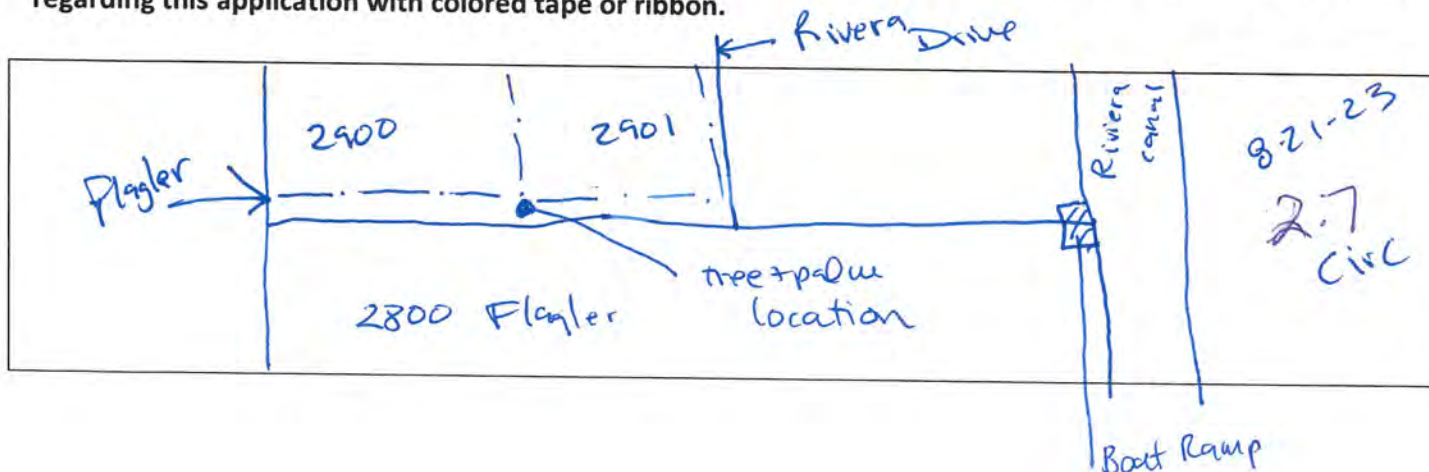 regarding this application with colored tape or ribbon.
Rivera Drive
Flagler
2900
2901
Riviera
canal
8-21-23
2.7
Circ
tree + palm
location
2800 Flagler
Boat Ramp